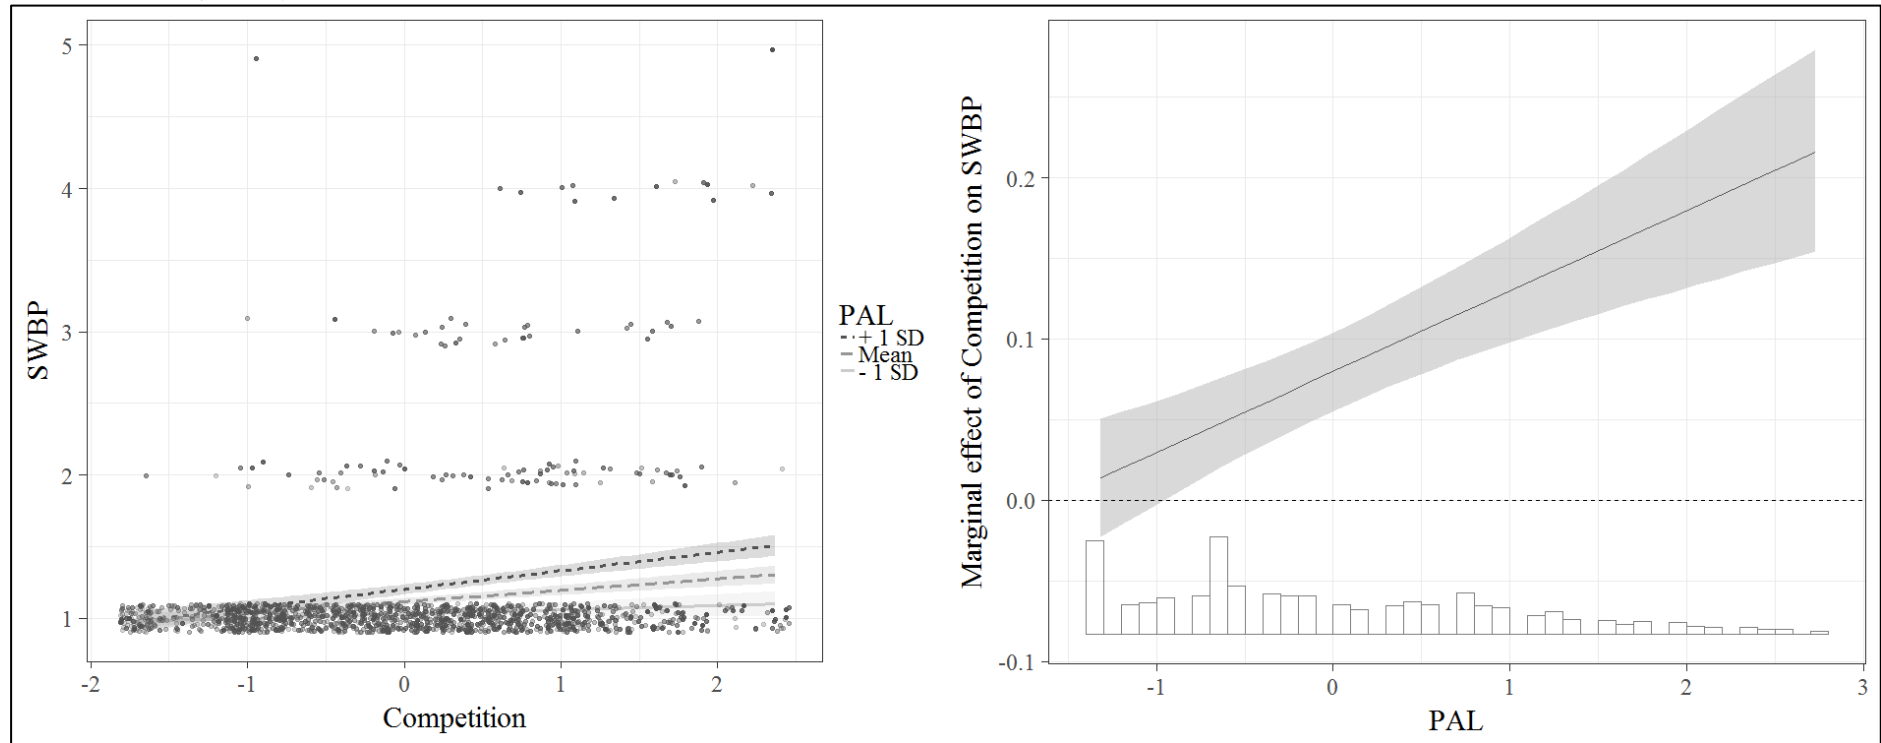 SWBP
5
4
3
2
1
-2
-1
0
1
2
Competition
PAL
+ 1 SD
Mean
- 1 SD
Marginal effect of Competition on SWBP
0.2
0.1
0.0
-0.1
-1
0
1
2
3
PAL